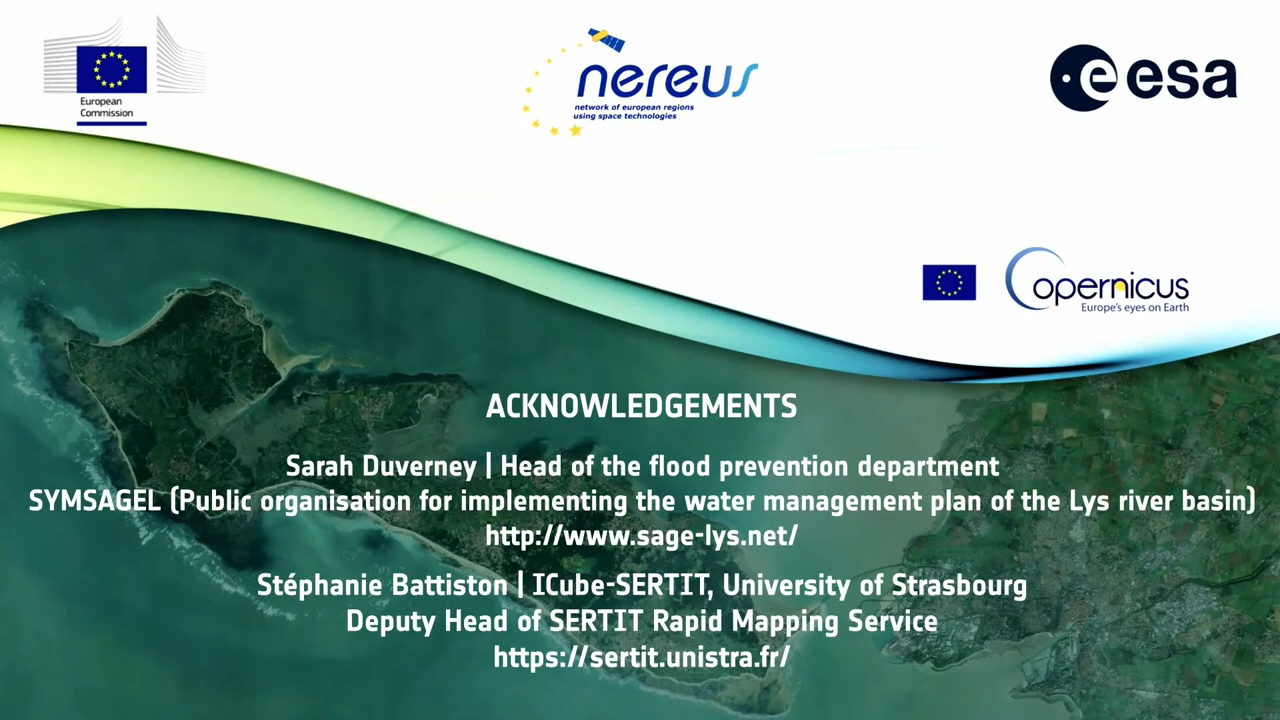 European
Commission
nereus
network of european regions
using space technologies
esa
Copernicus
Europe's eyes on Earth
ACKNOWLEDGEMENTS
Sarah Duverney | Head of the flood prevention department
SYMSAGEL (Public organisation for implementing the water management plan of the Lys river basin)
http://www.sage-lys.net/
Stéphanie Battiston | ICube-SERTIT, University of Strasbourg
Deputy Head of SERTIT Rapid Mapping Service
https://sertit.unistra.fr/